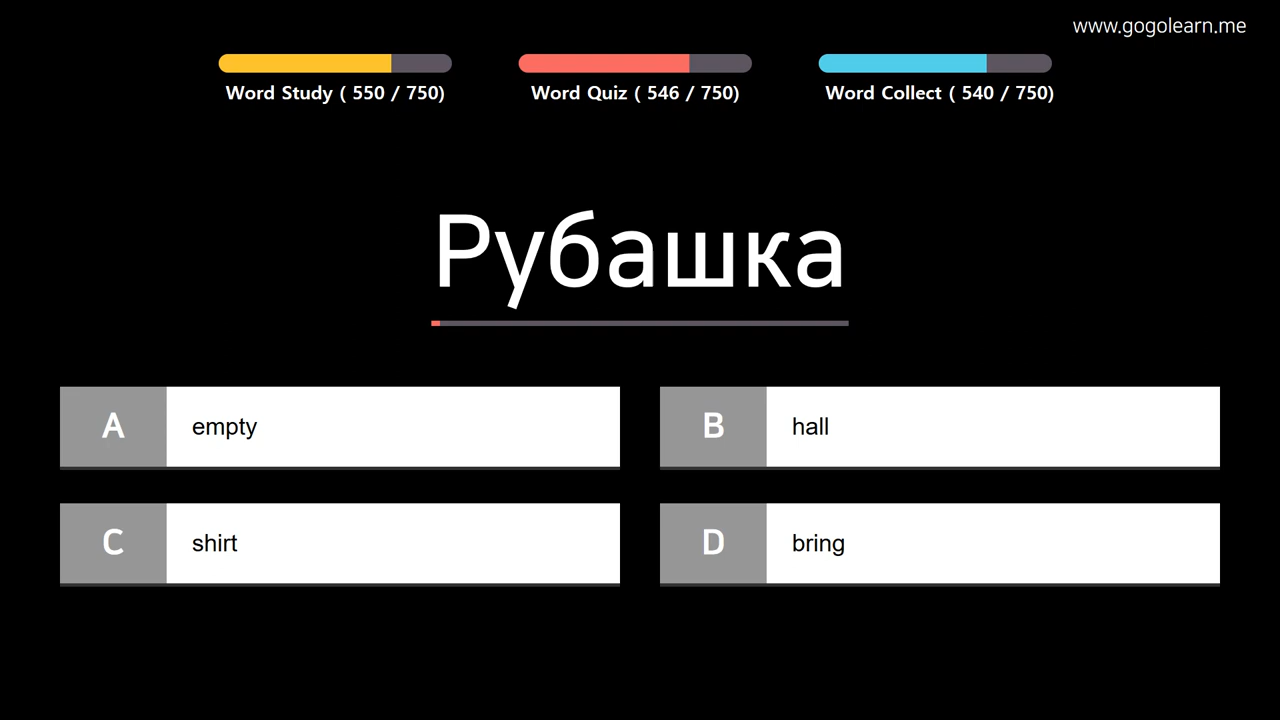 www.gogolearn.me
Word Study ( 550 / 750)
Word Quiz ( 546 / 750)
Word Collect ( 540 / 750)
Рубашка
A
empty
B
hall
C
shirt
D
bring